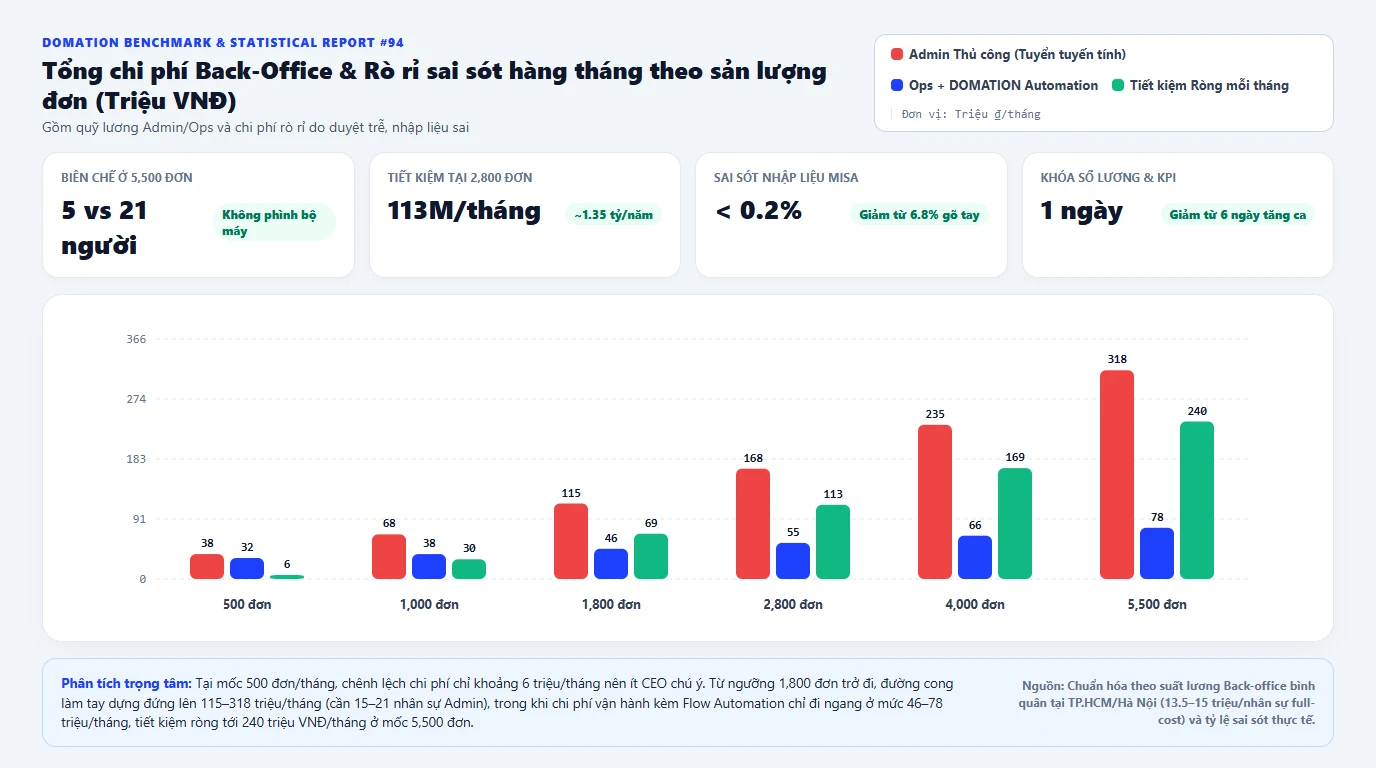 DOMATION BENCHMARK & STATISTICAL REPORT #94
Tổng chi phí Back-Office & Rò rỉ sai sót hàng tháng theo sản lượng
đơn (Triệu VNĐ)
Gồm quỹ lương Admin/Ops và chi phí rò rỉ do duyệt trễ, nhập liệu sai
Admin Thủ công (Tuyển tuyến tính)
Ops + DOMATION Automation
Tiết kiệm Ròng mỗi tháng
Đơn vị: Triệu ₫/tháng
BIÊN CHẾ Ở 5,500 ĐƠN
5 vs 21
người
Không phình bộ
máy
TIẾT KIỆM TẠI 2,800 ĐƠN
113M/tháng
~1.35 tỷ/năm
SAI SÓT NHẬP LIỆU MISA
< 0.2%
Giảm từ 6.8% gõ tay
KHÓA SỔ LƯƠNG & KPI
1 ngày
Giảm từ 6 ngày tăng ca
366
274
183
91
0
38
32
6
68
38
30
115
46
69
168
55
113
235
66
169
318
78
240
500 đơn
1,000 đơn
1,800 đơn
2,800 đơn
4,000 đơn
5,500 đơn
Phân tích trọng tâm: Tại mốc 500 đơn/tháng, chênh lệch chi phí chỉ khoảng 6 triệu/tháng nên ít CEO chú ý. Từ ngưỡng 1,800 đơn trở đi, đường cong
làm tay dựng đứng lên 115–318 triệu/tháng (cần 15–21 nhân sự Admin), trong khi chi phí vận hành kèm Flow Automation chỉ đi ngang ở mức 46–78
triệu/tháng, tiết kiệm ròng tới 240 triệu VNĐ/tháng ở mốc 5,500 đơn.
Nguồn: Chuẩn hóa theo suất lương Back-office bình
quân tại TP.HCM/Hà Nội (13.5–15 triệu/nhân sự full-
cost) và tỷ lệ sai sót thực tế.